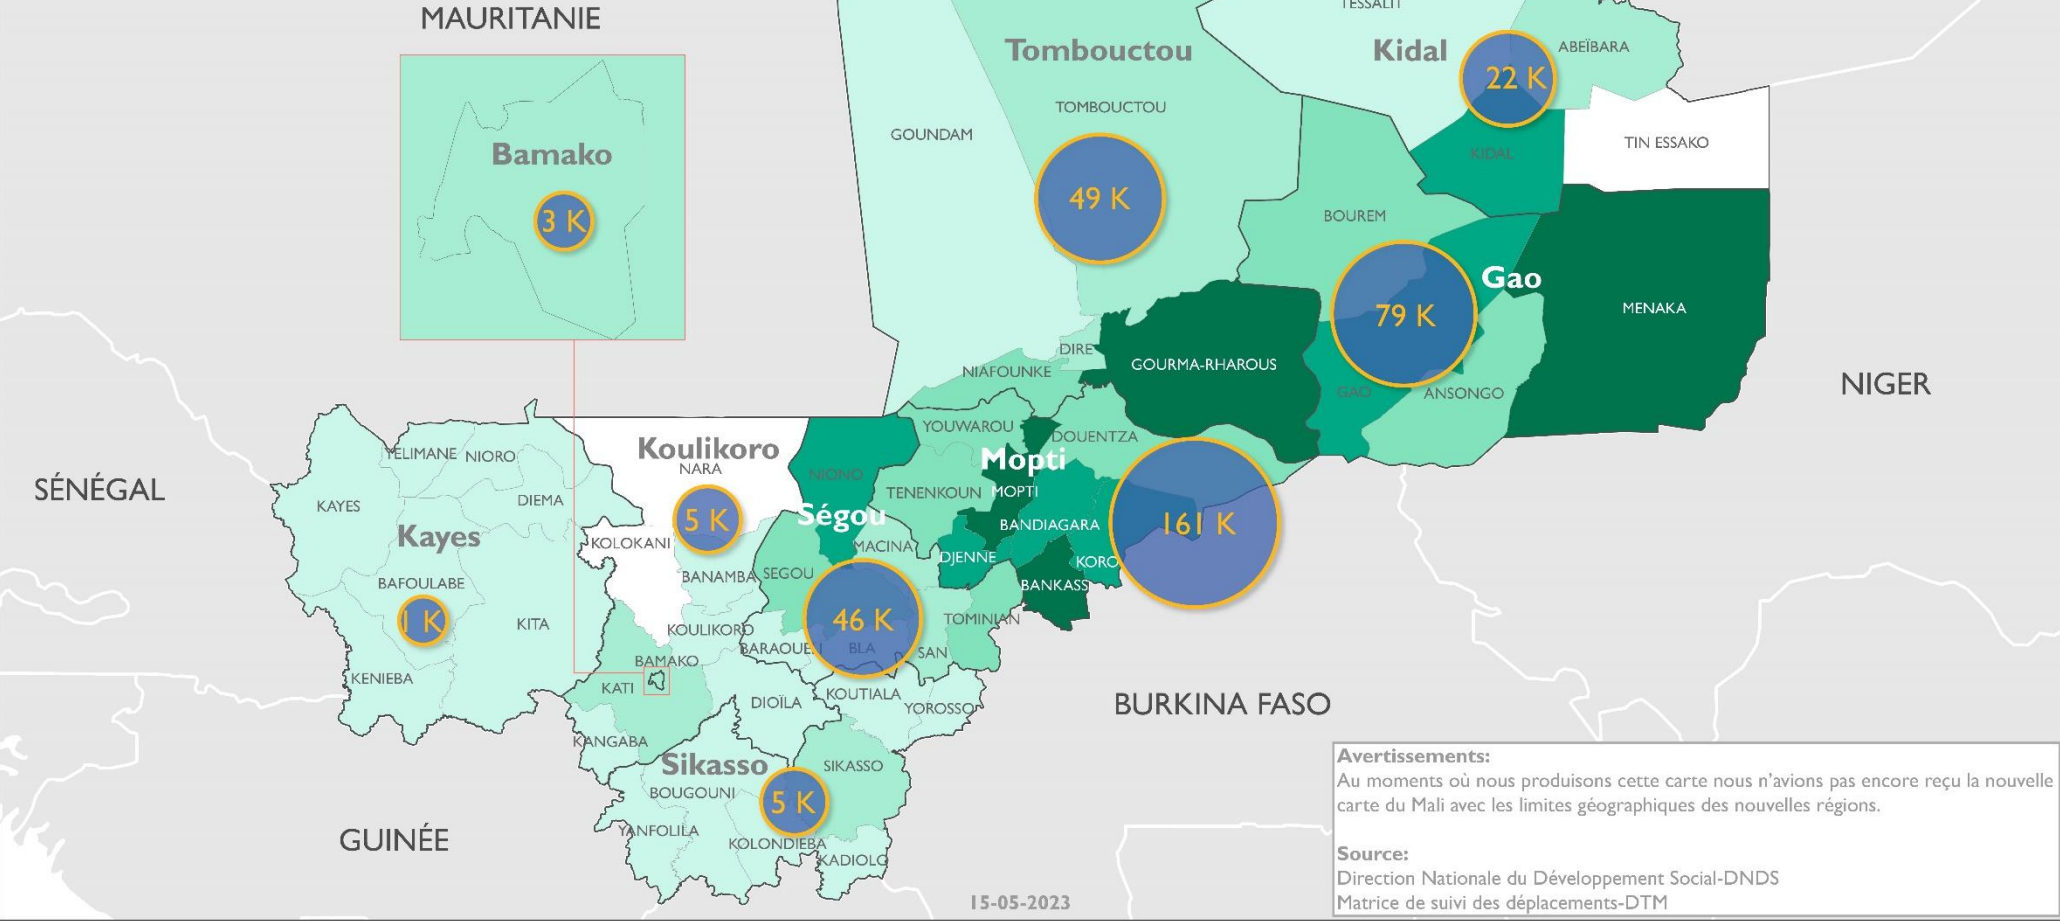 MAURITANIE
TESSALIT
Tombouctou
Kidal
ABEÏBARA
22 K
TOMBOUCTOU
GOUNDAM
TIN ESSAKO
Bamako
KIDAL
3 K
49 K
BOUREM
Gao
79 K
MENAKA
DIRE
GOURMA-RHAROUS
NIAFOUNKE
GAO
ANSONGO
NIGER
YOUWAROU
DOUENTZA
Koulikoro
NARA
YELIMANE
NIORO
Mopti
NIONO
SÉNÉGAL
KAYES
DIEMA
TENENKOUN
MOPTI
5 K
Ségou
161 K
BANDIAGARA
Kayes
KOLOKANI
MACINA
DJENNE
KORO
BAFOULABE
BANAMBA
SEGOU
BANKASS
1 K
KITA
46 K
TOMINIAN
KOULIKORO
BARAOUELI
BLA
SAN
BAMAKO
KENIEBA
KATI
DIOÏLA
KOUTIALA
YOROSSO
BURKINA FASO
KANGABA
Sikasso
SIKASSO
BOUGOUNI
5 K
GUINÉE
YANFOLILA
KOLONDIEBA
KADIOLO
15-05-2023
Avertissements:
Au moments où nous produisons cette carte nous n’avions pas encore reçu la nouvelle
carte du Mali avec les limites géographiques des nouvelles régions.
Source:
Direction Nationale du Développement Social-DNDS
Matrice de suivi des déplacements-DTM